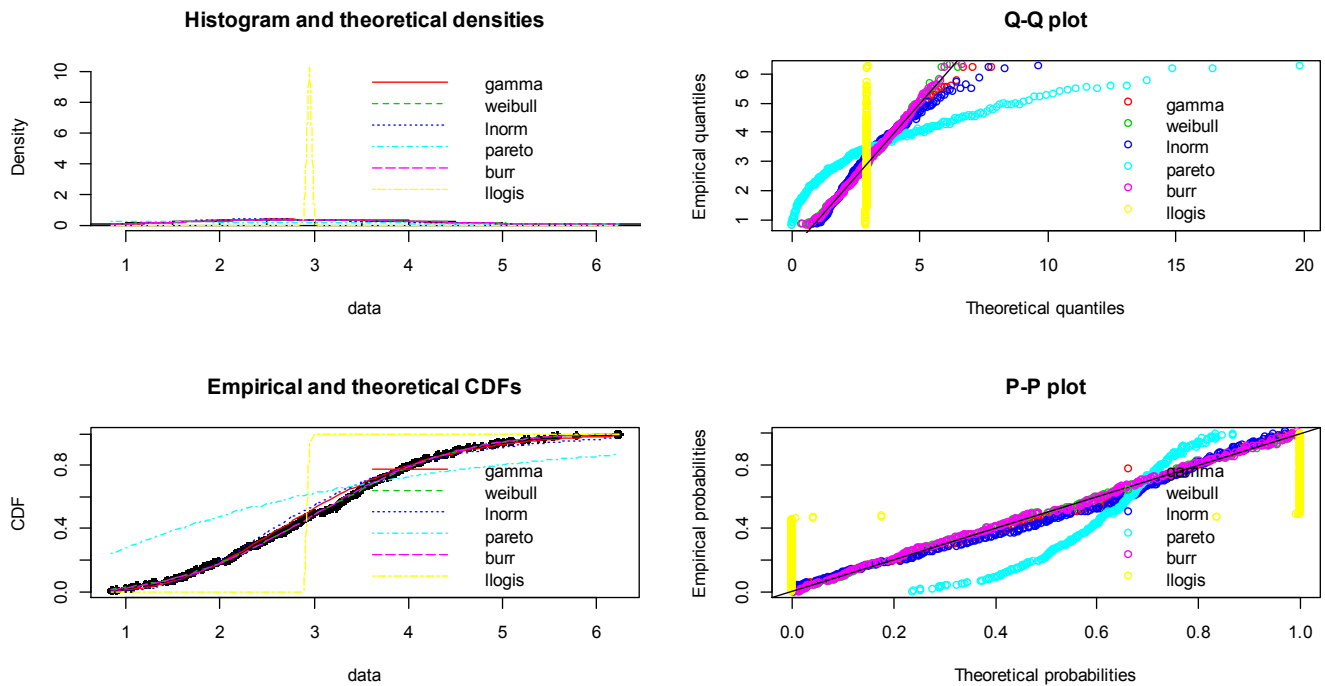 Histogram and theoretical densities
Density
10
8
6
4
2
0
1 2 3 4 5 6
data
gamma
weibull
lnorm
pareto
burr
llogis
Q-Q plot
Empirical quantiles
6
5
4
3
2
1
0 5 10 15 20
Theoretical quantiles
gamma
weibull
lnorm
pareto
burr
llogis
Empirical and theoretical CDFs
CDF
0.8
0.4
0.0
1 2 3 4 5 6
data
gamma
weibull
lnorm
pareto
burr
llogis
P-P plot
Empirical probabilities
0.8
0.4
0.0
0.0 0.2 0.4 0.6 0.8 1.0
Theoretical probabilities
gamma
weibull
lnorm
pareto
burr
llogis